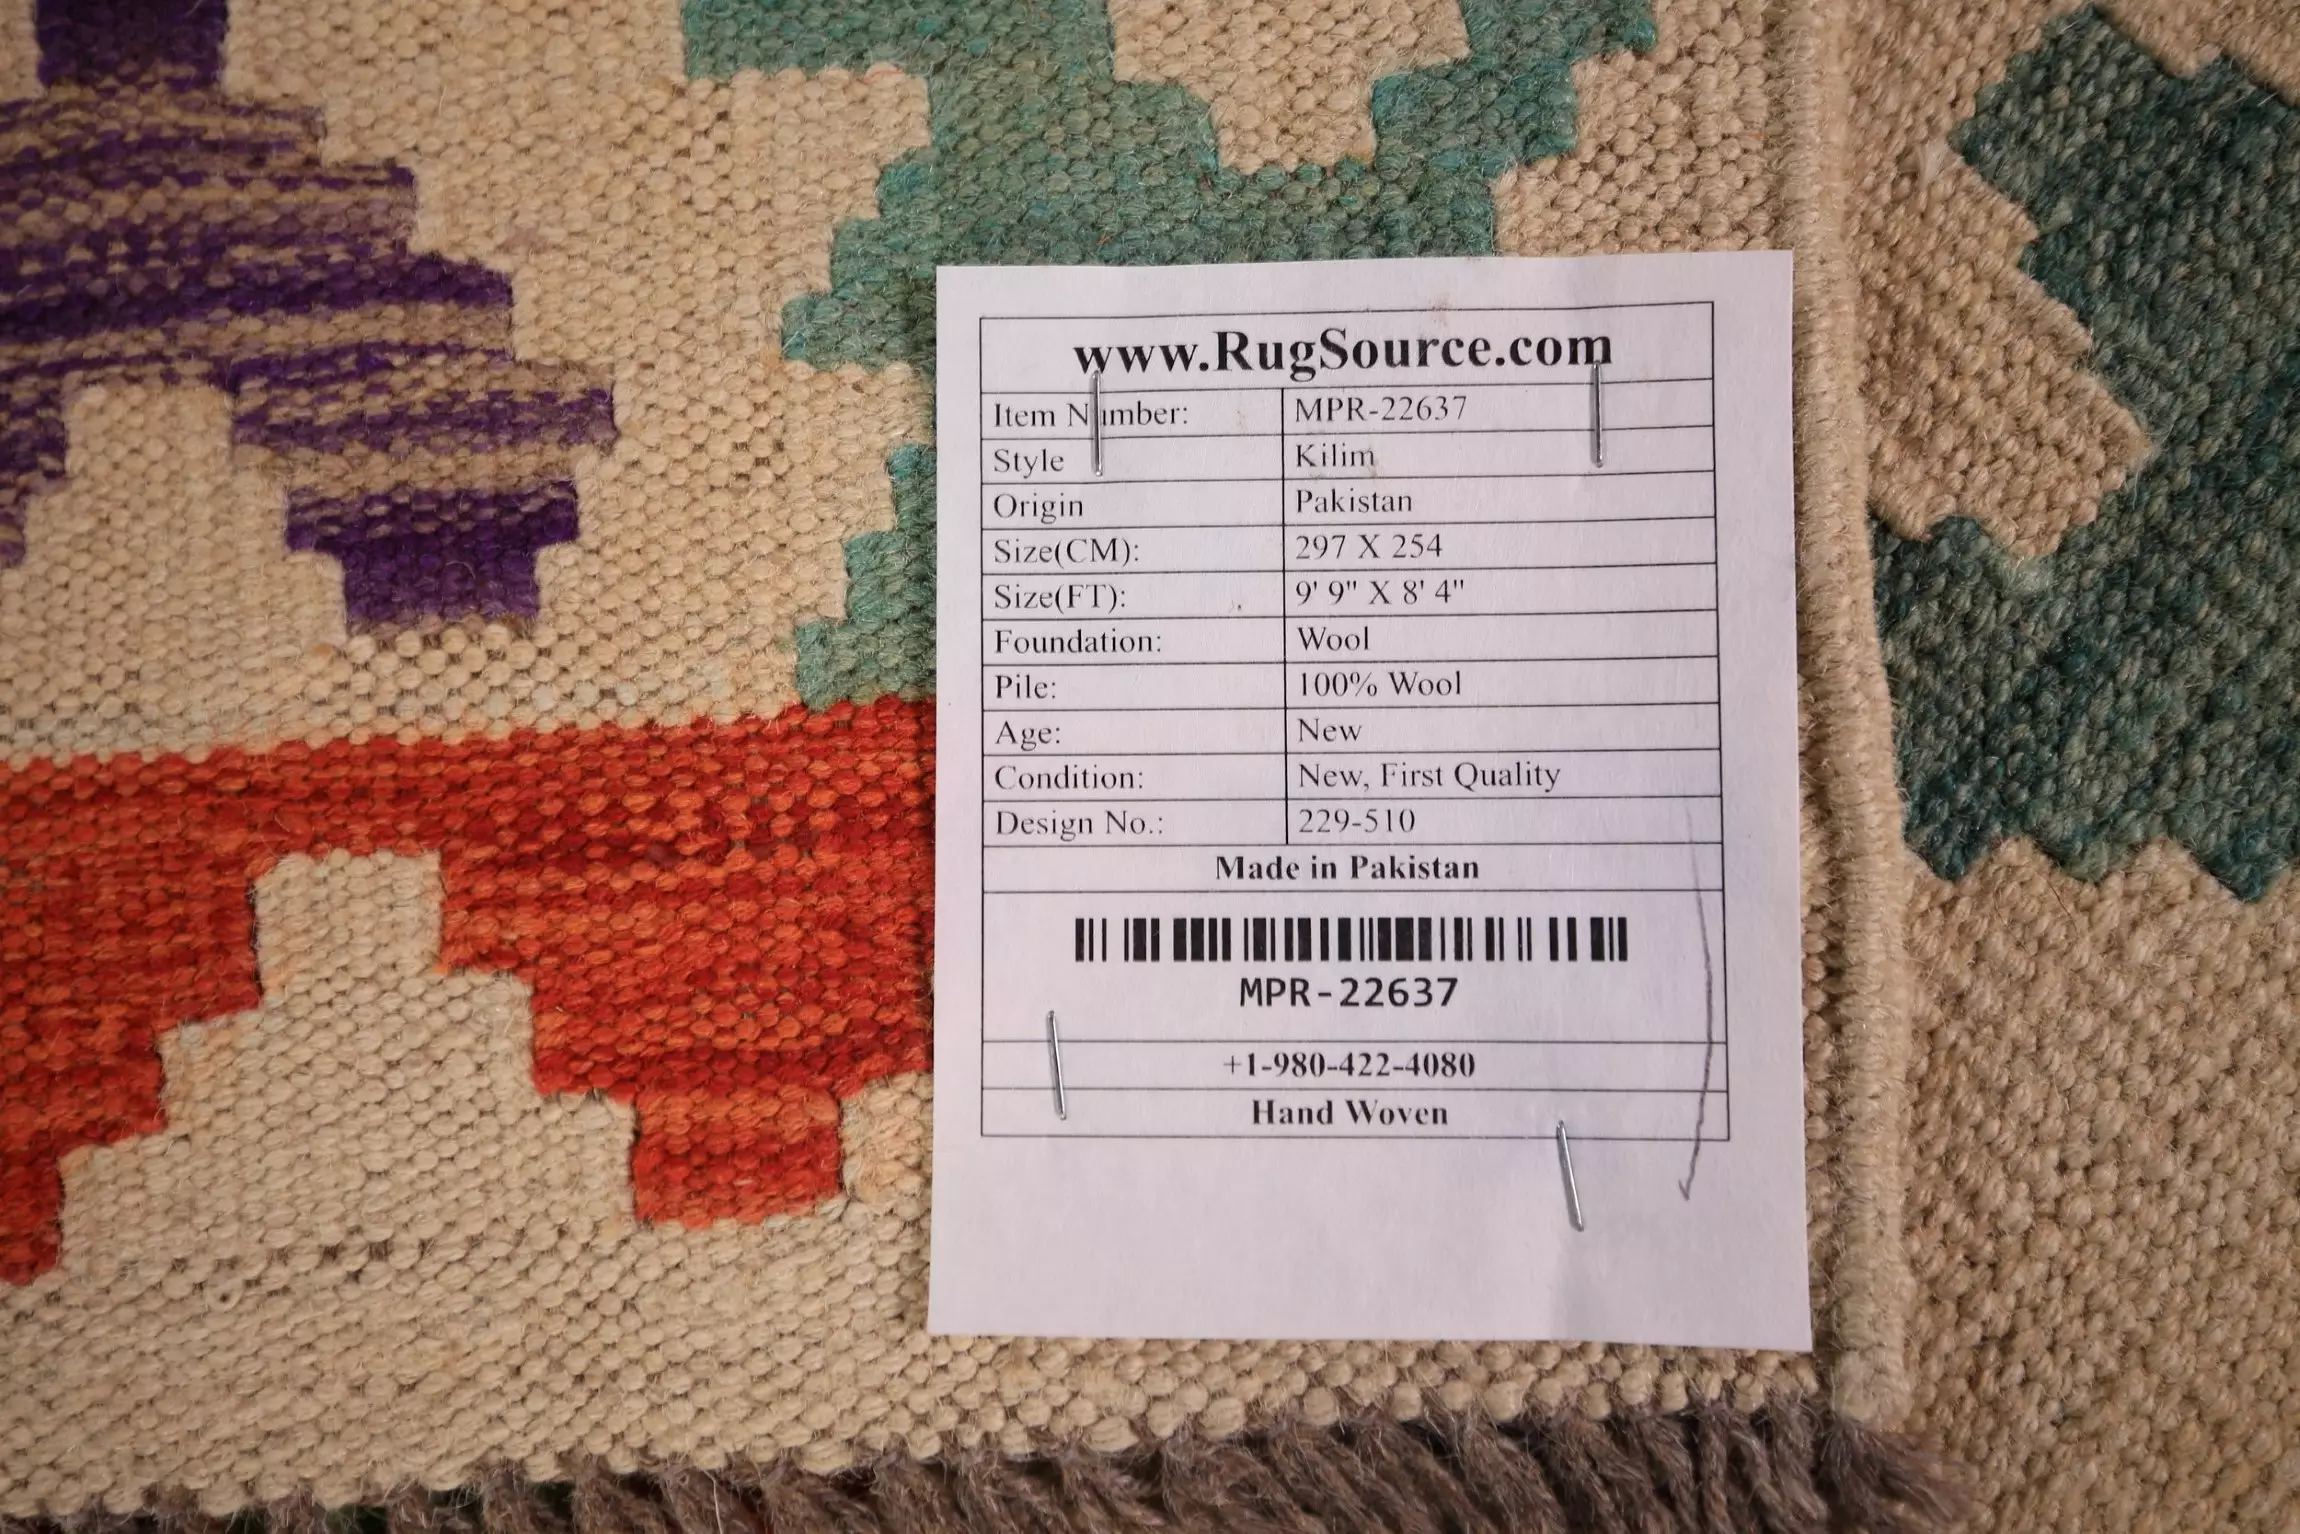 www.RugSource.com
Item Number: MPR-22637
Style Kilim
Origin Pakistan
Size(CM): 297 X 254
Size(FT): 9' 9" X 8' 4"
Foundation: Wool
Pile: 100% Wool
Age: New
Condition: New, First Quality
Design No.: 229-510
Made in Pakistan
MPR-22637
+1-980-422-4080
Hand Woven